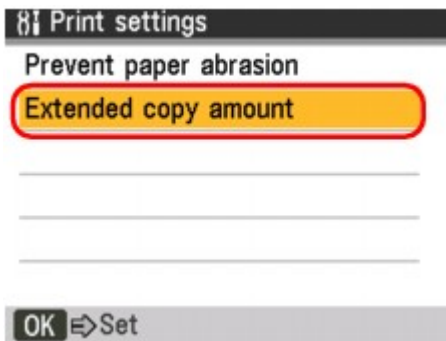 Print settings
Prevent paper abrasion
Extended copy amount
OK Set